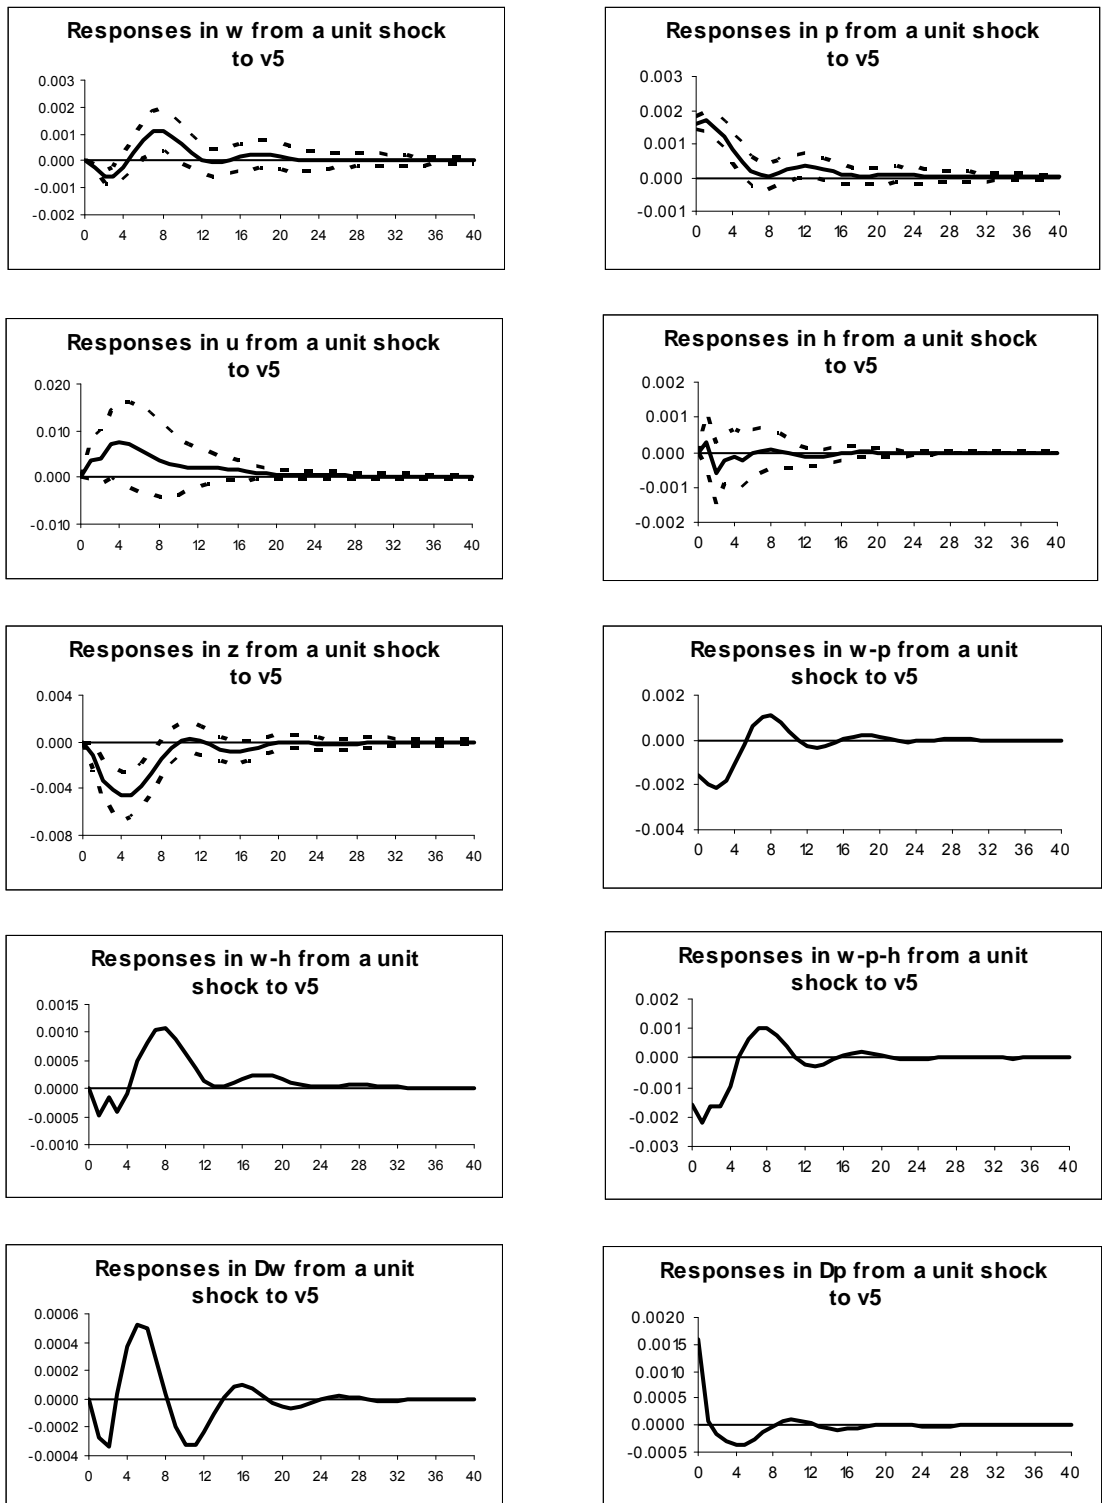 Responses in w from a unit shock
to v5
0.003
0.002
0.001
0.000
-0.001
-0.002
0 4 8 12 16 20 24 28 32 36 40
Responses in p from a unit shock
to v5
0.003
0.002
0.001
0.000
-0.001
0 4 8 12 16 20 24 28 32 36 40
Responses in u from a unit shock
to v5
0.020
0.010
0.000
-0.010
0 4 8 12 16 20 24 28 32 36 40
Responses in h from a unit shock
to v5
0.002
0.001
0.000
-0.001
-0.002
0 4 8 12 16 20 24 28 32 36 40
Responses in z from a unit shock
to v5
0.004
0.000
-0.004
-0.008
0 4 8 12 16 20 24 28 32 36 40
Responses in w-p from a unit
shock to v5
0.002
0.000
-0.002
-0.004
0 4 8 12 16 20 24 28 32 36 40
Responses in w-h from a unit
shock to v5
0.0015
0.0010
0.0005
0.0000
-0.0005
-0.0010
0 4 8 12 16 20 24 28 32 36 40
Responses in w-p-h from a unit
shock to v5
0.002
0.001
0.000
-0.001
-0.002
-0.003
0 4 8 12 16 20 24 28 32 36 40
Responses in Dw from a unit
shock to v5
0.0006
0.0004
0.0002
0.0000
-0.0002
-0.0004
0 4 8 12 16 20 24 28 32 36 40
Responses in Dp from a unit shock
to v5
0.0020
0.0015
0.0010
0.0005
0.0000
-0.0005
0 4 8 12 16 20 24 28 32 36 40